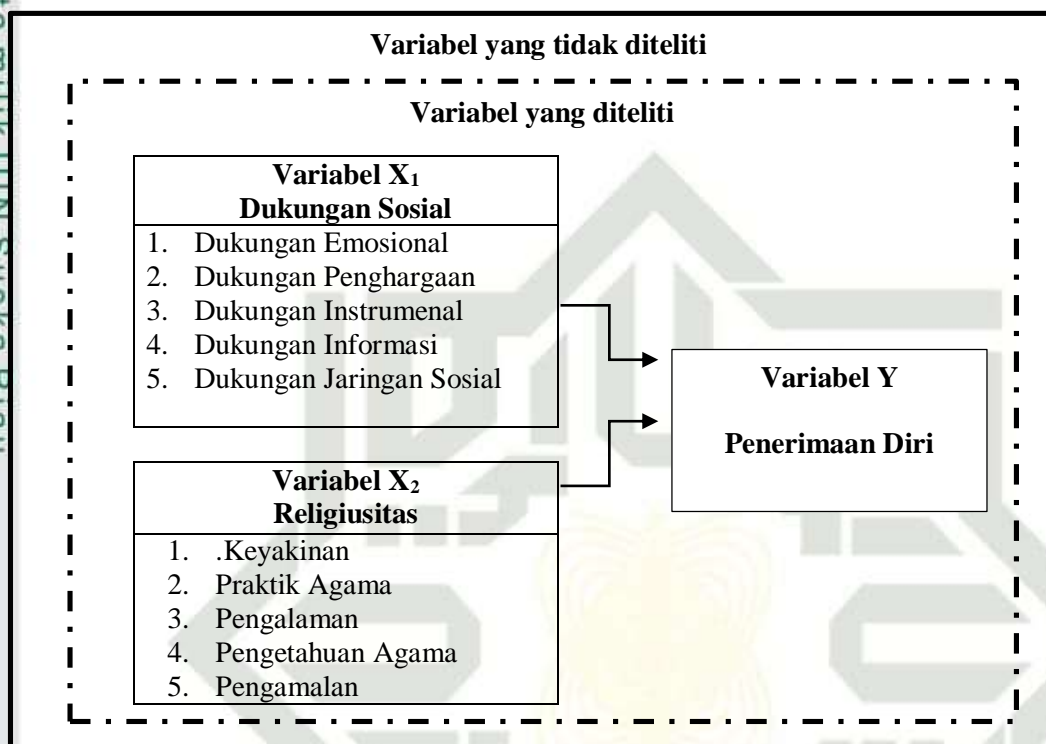 Variabel yang tidak diteliti
Variabel yang diteliti
Variabel X₁
Dukungan Sosial
1. Dukungan Emosional
2. Dukungan Penghargaan
3. Dukungan Instrumenal
4. Dukungan Informasi
5. Dukungan Jaringan Sosial
Variabel Y
Penerimaan Diri
Variabel X₂
Religiusitas
1. .Keyakinan
2. Praktik Agama
3. Pengalaman
4. Pengetahuan Agama
5. Pengamalan